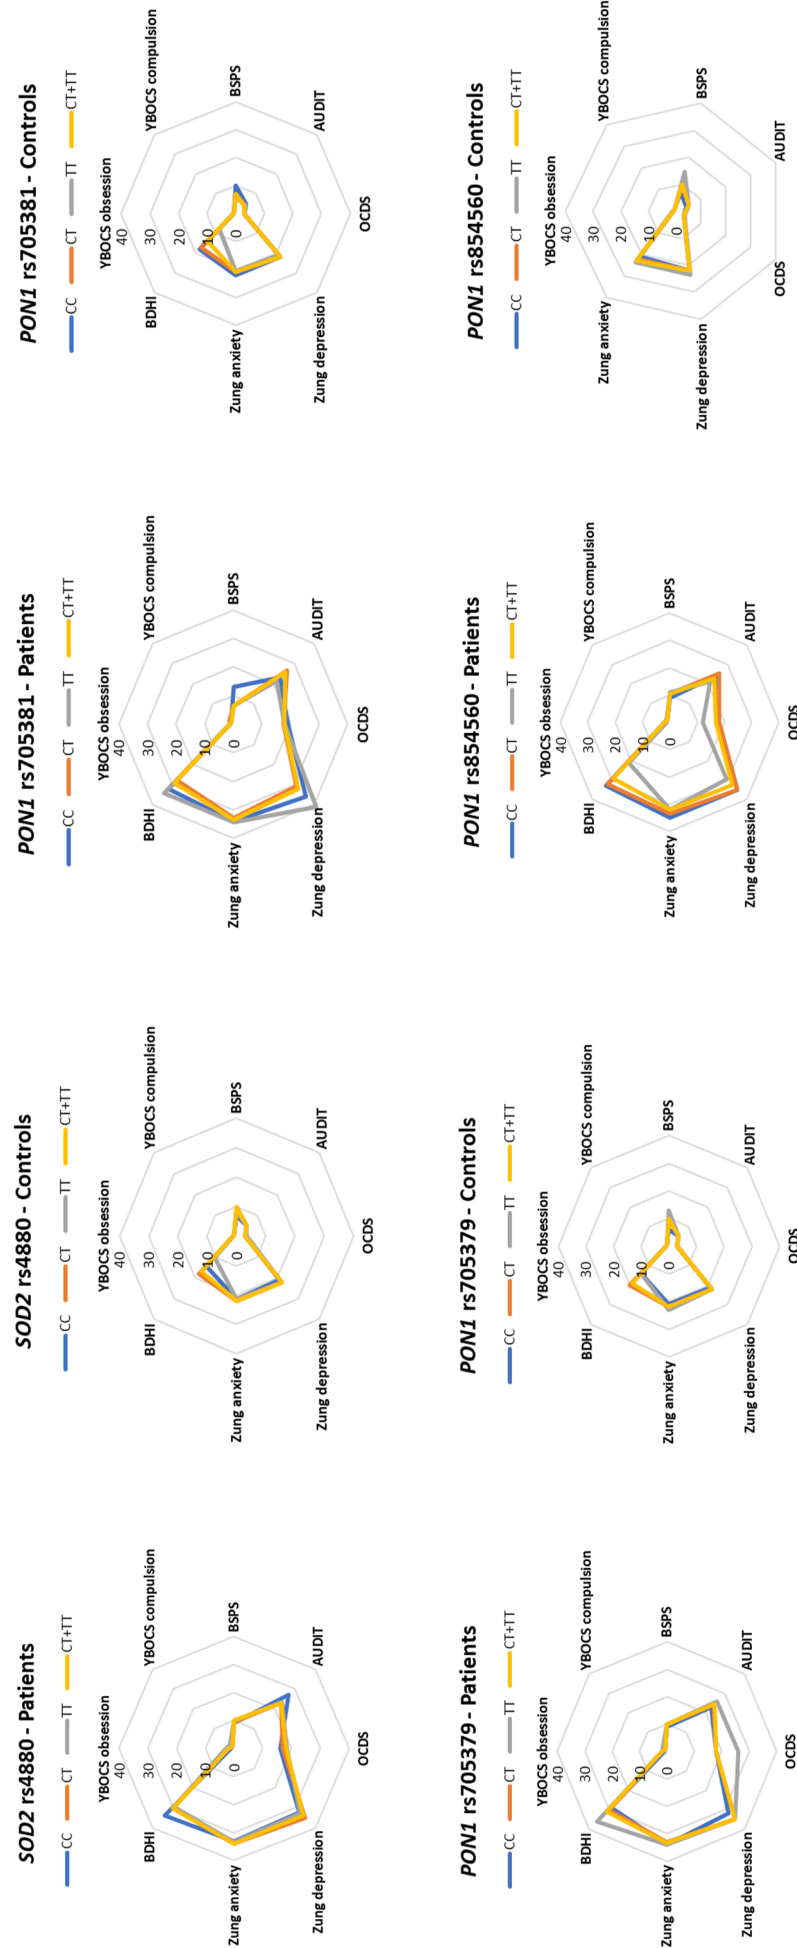 SOD2 rs4880 - Patients
CC CT TT CT+TT
YBOCS obsession
40
30
20
10
0
YBOCS compulsion
BSPS
AUDIT
OCDS
Zung depression
Zung anxiety
BDHI
SOD2 rs4880 - Controls
CC CT TT CT+TT
YBOCS obsession
40
30
20
10
0
YBOCS compulsion
BSPS
AUDIT
OCDS
Zung depression
Zung anxiety
BDHI
PON1 rs705381 - Patients
CC CT TT CT+TT
YBOCS obsession
40
30
20
10
0
YBOCS compulsion
BSPS
AUDIT
OCDS
Zung depression
Zung anxiety
BDHI
PON1 rs705381 - Controls
CC CT TT CT+TT
YBOCS obsession
40
30
20
10
0
YBOCS compulsion
BSPS
AUDIT
OCDS
Zung depression
Zung anxiety
BDHI
PON1 rs705379 - Patients
CC CT TT CT+TT
YBOCS obsession
40
30
20
10
0
YBOCS compulsion
BSPS
AUDIT
OCDS
Zung depression
Zung anxiety
BDHI
PON1 rs705379 - Controls
CC CT TT CT+TT
YBOCS obsession
40
30
20
10
0
YBOCS compulsion
BSPS
AUDIT
OCDS
Zung depression
Zung anxiety
BDHI
PON1 rs854560 - Patients
CC CT TT CT+TT
YBOCS obsession
40
30
20
10
0
YBOCS compulsion
BSPS
AUDIT
OCDS
Zung depression
Zung anxiety
BDHI
PON1 rs854560 - Controls
CC CT TT CT+TT
YBOCS obsession
40
30
20
10
0
YBOCS compulsion
BSPS
AUDIT
OCDS
Zung depression
Zung anxiety